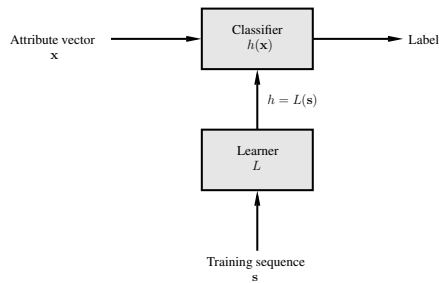 Classifier
h(x)
Attribute vector
x
Label
h = L(s)
Learner
L
Training sequence
s